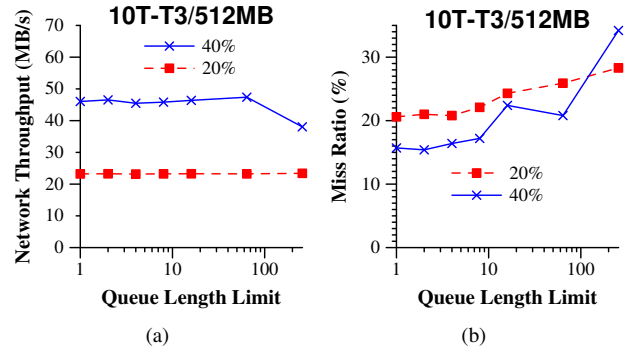 10T-T3/512MB
Network Throughput (MB/s)
70
60
50
40
30
20
10
0
40%
20%
1
10
100
Queue Length Limit
(a)
10T-T3/512MB
Miss Ratio (%)
30
20
10
0
20%
40%
1
10
100
Queue Length Limit
(b)